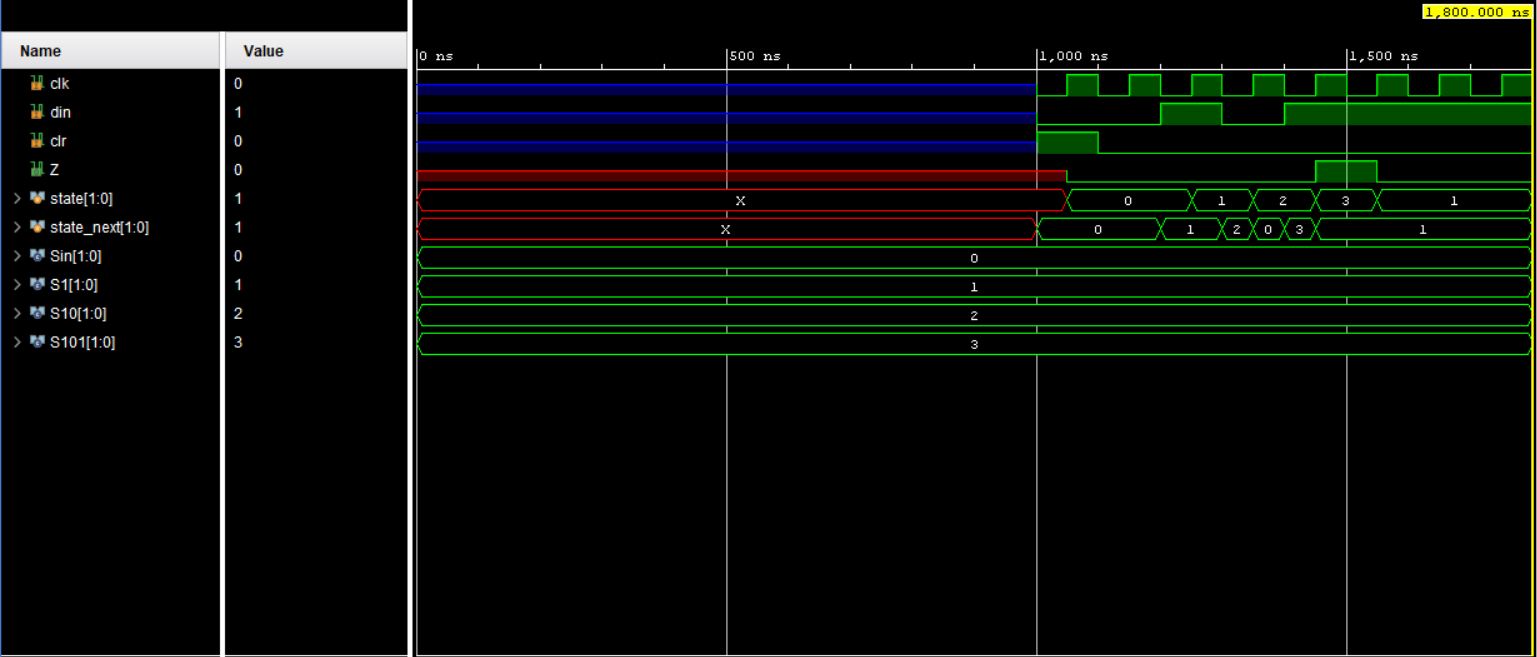 1,800.000 ns
Name Value
0 ns 500 ns 1,000 ns 1,500 ns
clk 0
din 1
clr 0
Z 0
state[1:0] 1 X 0 1 2 3 1
state_next[1:0] 1 X 0 1 2 0 3 1
Sin[1:0] 0 0
S1[1:0] 1 1
S10[1:0] 2 2
S101[1:0] 3 3